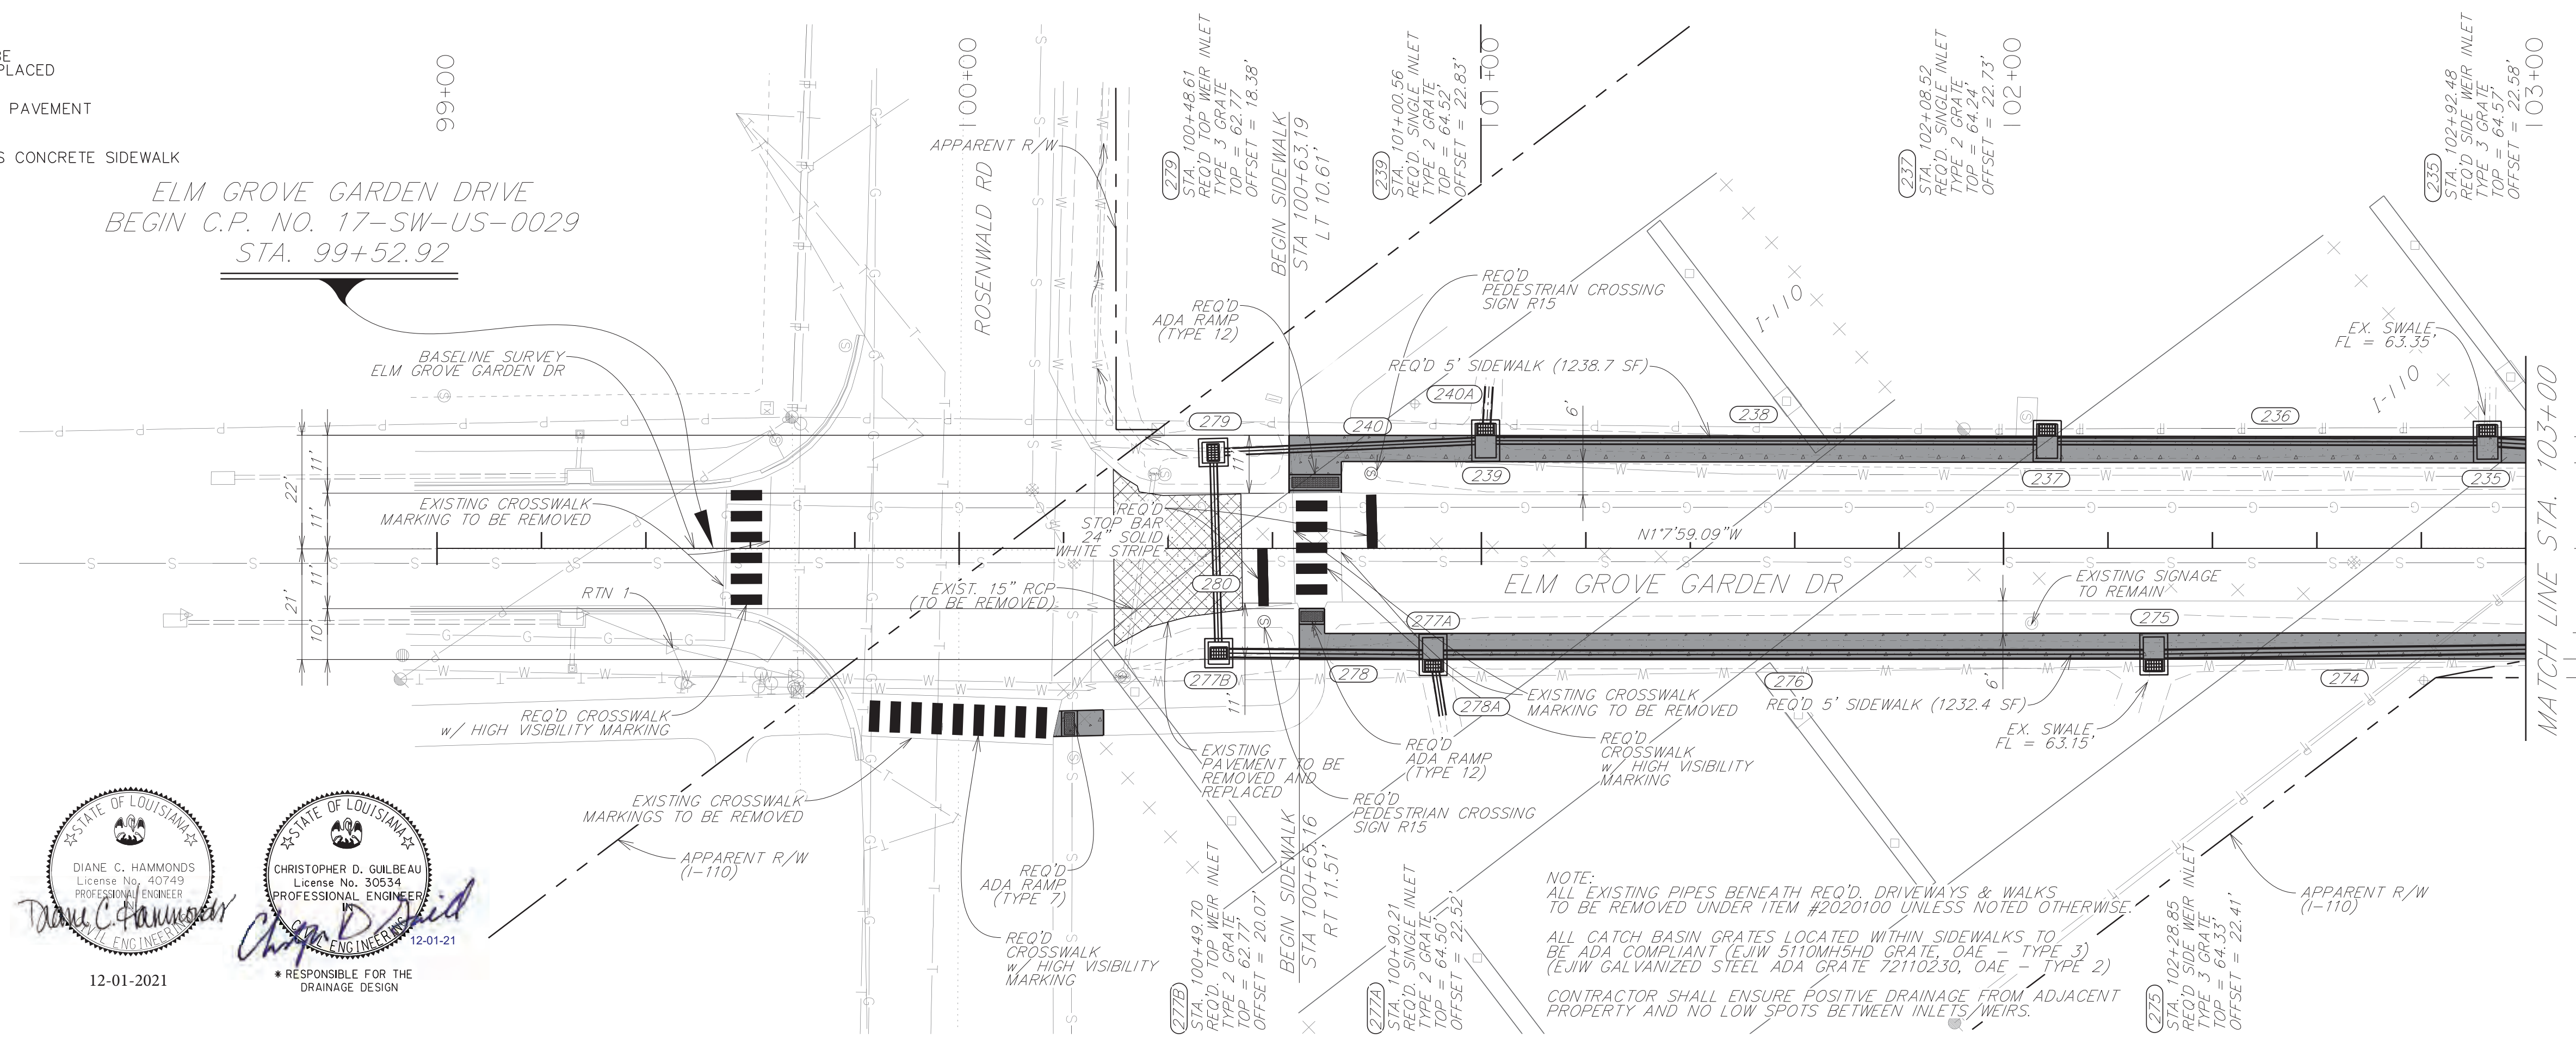 BE
PLACED
PAVEMENT
S CONCRETE SIDEWALK
99+00
100+00
101+00
102+00
103+00
ELM GROVE GARDEN DRIVE
BEGIN C.P. NO. 17-SW-US-0029
STA. 99+52.92
BASELINE SURVEY
ELM GROVE GARDEN DR
ROSENWALD RD
APPARENT R/W
279
STA. 100+48.61
REQ'D TOP WEIR INLET
TYPE 3 GRATE
TOP = 62.77
OFFSET = 18.38'
BEGIN SIDEWALK
STA 100+63.19
LT 10.61'
239
STA. 101+00.56
REQ'D. SINGLE INLET
TYPE 2 GRATE
TOP = 64.52'
OFFSET = 22.83'
237
STA. 102+08.52
REQ'D. SINGLE INLET
TYPE 2 GRATE
TOP = 64.24'
OFFSET = 22.73'
235
STA. 102+92.48
REQ'D SIDE WEIR INLET
TYPE 3 GRATE
TOP = 64.57'
OFFSET = 22.58'
REQ'D
ADA RAMP
(TYPE 12)
REQ'D
PEDESTRIAN CROSSING
SIGN R15
I-110
I-110
EX. SWALE
FL = 63.35'
REQ'D 5' SIDEWALK (1238.7 SF)
240A
279
240
238
236
239
237
235
6'
11'
22'
11'
11'
21'
10'
11'
EXISTING CROSSWALK
MARKING TO BE REMOVED
REQ'D
STOP BAR
24" SOLID
WHITE STRIPE
N1°7'59.09"W
ELM GROVE GARDEN DR
EXISTING SIGNAGE
TO REMAIN
RTN 1
EXIST. 15" RCP
(TO BE REMOVED)
280
277A
275
277B
278
276
274
278A
11'
6'
MATCH LINE STA. 103+00
REQ'D CROSSWALK
w/ HIGH VISIBILITY MARKING
EXISTING CROSSWALK
MARKING TO BE REMOVED
REQ'D 5' SIDEWALK (1232.4 SF)
EX. SWALE
FL = 63.15'
EXISTING
PAVEMENT TO BE
REMOVED AND
REPLACED
REQ'D
ADA RAMP
(TYPE 12)
REQ'D
CROSSWALK
w/ HIGH VISIBILITY
MARKING
REQ'D
PEDESTRIAN CROSSING
SIGN R15
EXISTING CROSSWALK
MARKINGS TO BE REMOVED
APPARENT R/W
(I-110)
REQ'D
ADA RAMP
(TYPE 7)
REQ'D
CROSSWALK
w/ HIGH VISIBILITY
MARKING
277B
STA. 100+49.70
REQ'D. TOP WEIR INLET
TYPE 2 GRATE
TOP = 62.77'
OFFSET = 20.07'
BEGIN SIDEWALK
STA 100+65.16
RT 11.51'
277A
STA. 100+90.21
REQ'D. SINGLE INLET
TYPE 2 GRATE
TOP = 64.50'
OFFSET = 22.52'
NOTE:
ALL EXISTING PIPES BENEATH REQ'D. DRIVEWAYS & WALKS
TO BE REMOVED UNDER ITEM #2020100 UNLESS NOTED OTHERWISE.
ALL CATCH BASIN GRATES LOCATED WITHIN SIDEWALKS TO
BE ADA COMPLIANT (EJIW 5110MH5HD GRATE, OAE - TYPE 3)
(EJIW GALVANIZED STEEL ADA GRATE 72110230, OAE - TYPE 2)
CONTRACTOR SHALL ENSURE POSITIVE DRAINAGE FROM ADJACENT
PROPERTY AND NO LOW SPOTS BETWEEN INLETS/WEIRS.
275
STA. 102+28.85
REQ'D SIDE WEIR INLET
TYPE 3 GRATE
TOP = 64.33'
OFFSET = 22.41'
APPARENT R/W
(I-110)
STATE OF LOUISIANA
DIANE C. HAMMONDS
License No. 40749
PROFESSIONAL ENGINEER
CIVIL ENGINEERING
Diane C. Hammonds
12-01-2021
STATE OF LOUISIANA
CHRISTOPHER D. GUILBEAU
License No. 30534
PROFESSIONAL ENGINEER
IN
ENGINEERING
12-01-21
* RESPONSIBLE FOR THE
DRAINAGE DESIGN